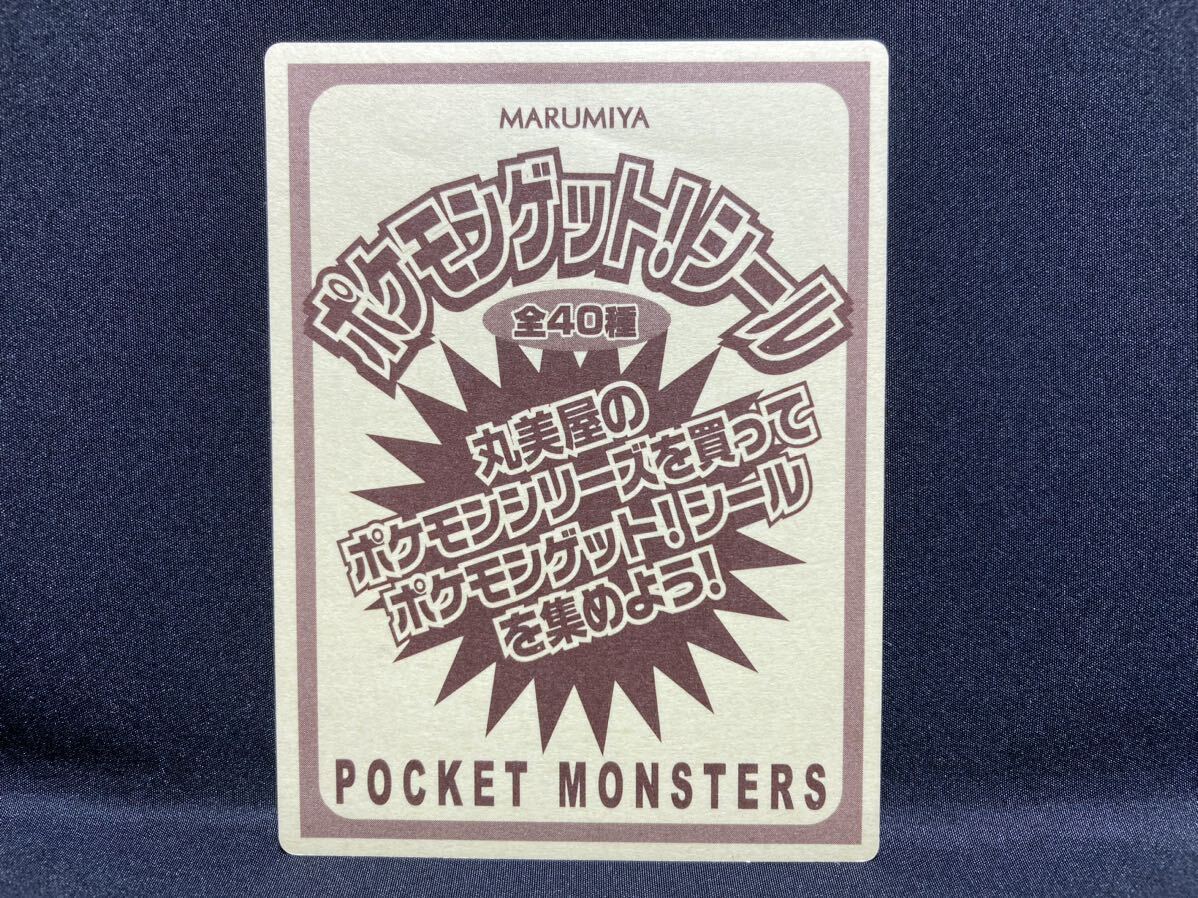 MARUMIYA
ポケモンゲット!シール
全40種
丸美屋の
ポケモンシリーズを買って
ポケモンゲット!シール
を集めよう!
POCKET MONSTERS